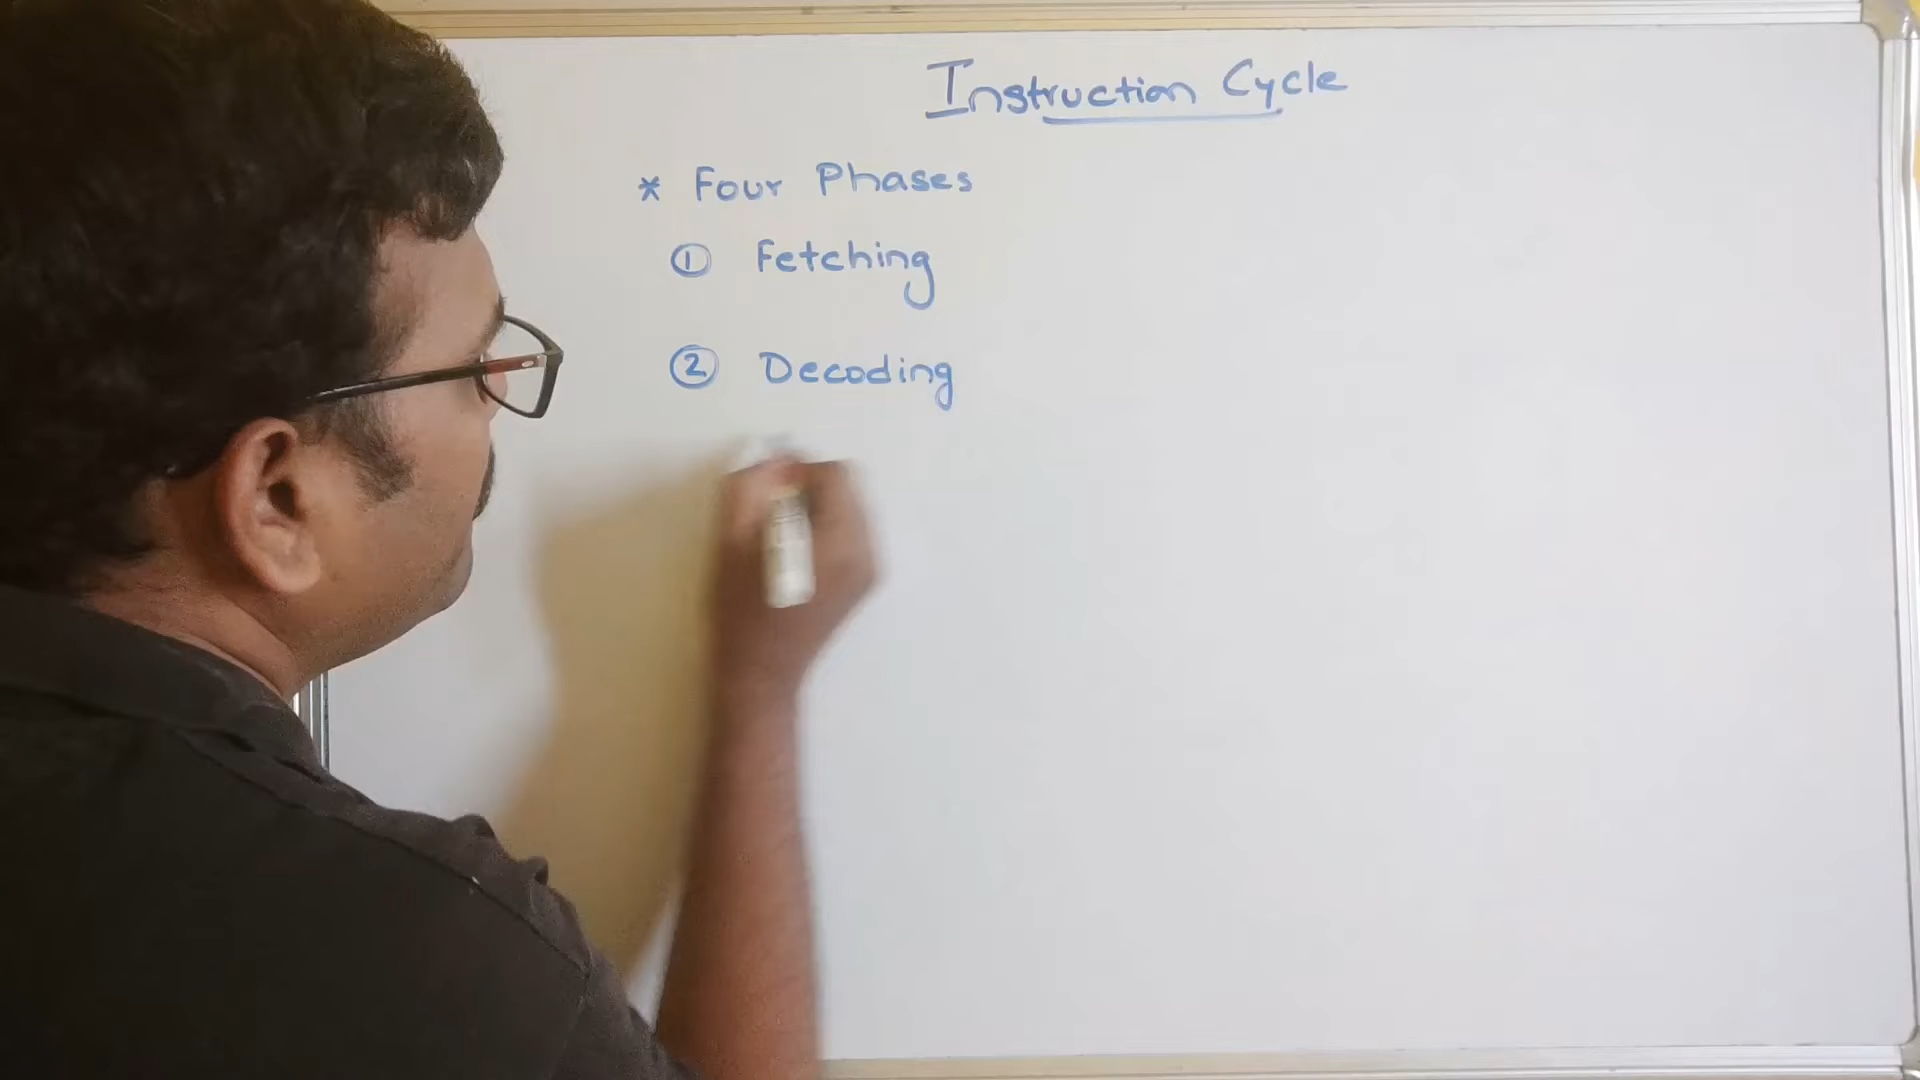 Instruction Cycle
* Four Phases
① Fetching
② Decoding